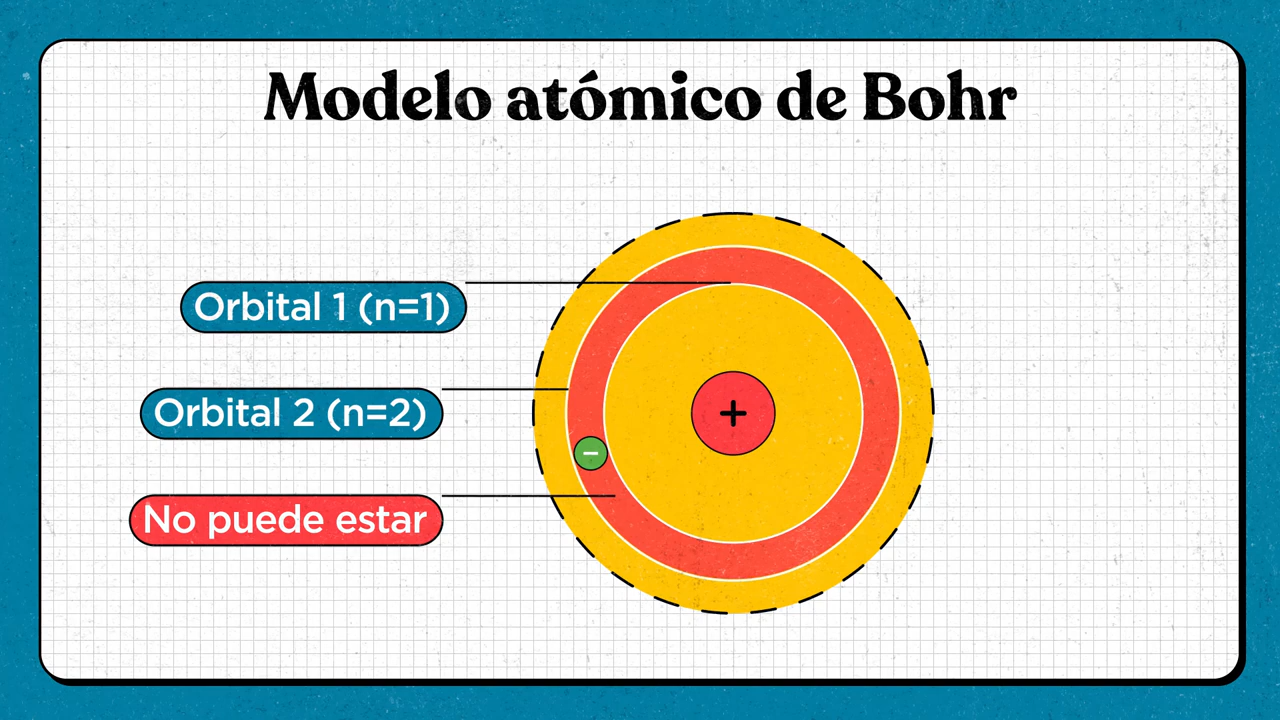 Modelo atómico de Bohr
Orbital 1 (n=1)
Orbital 2 (n=2)
No puede estar
+
−